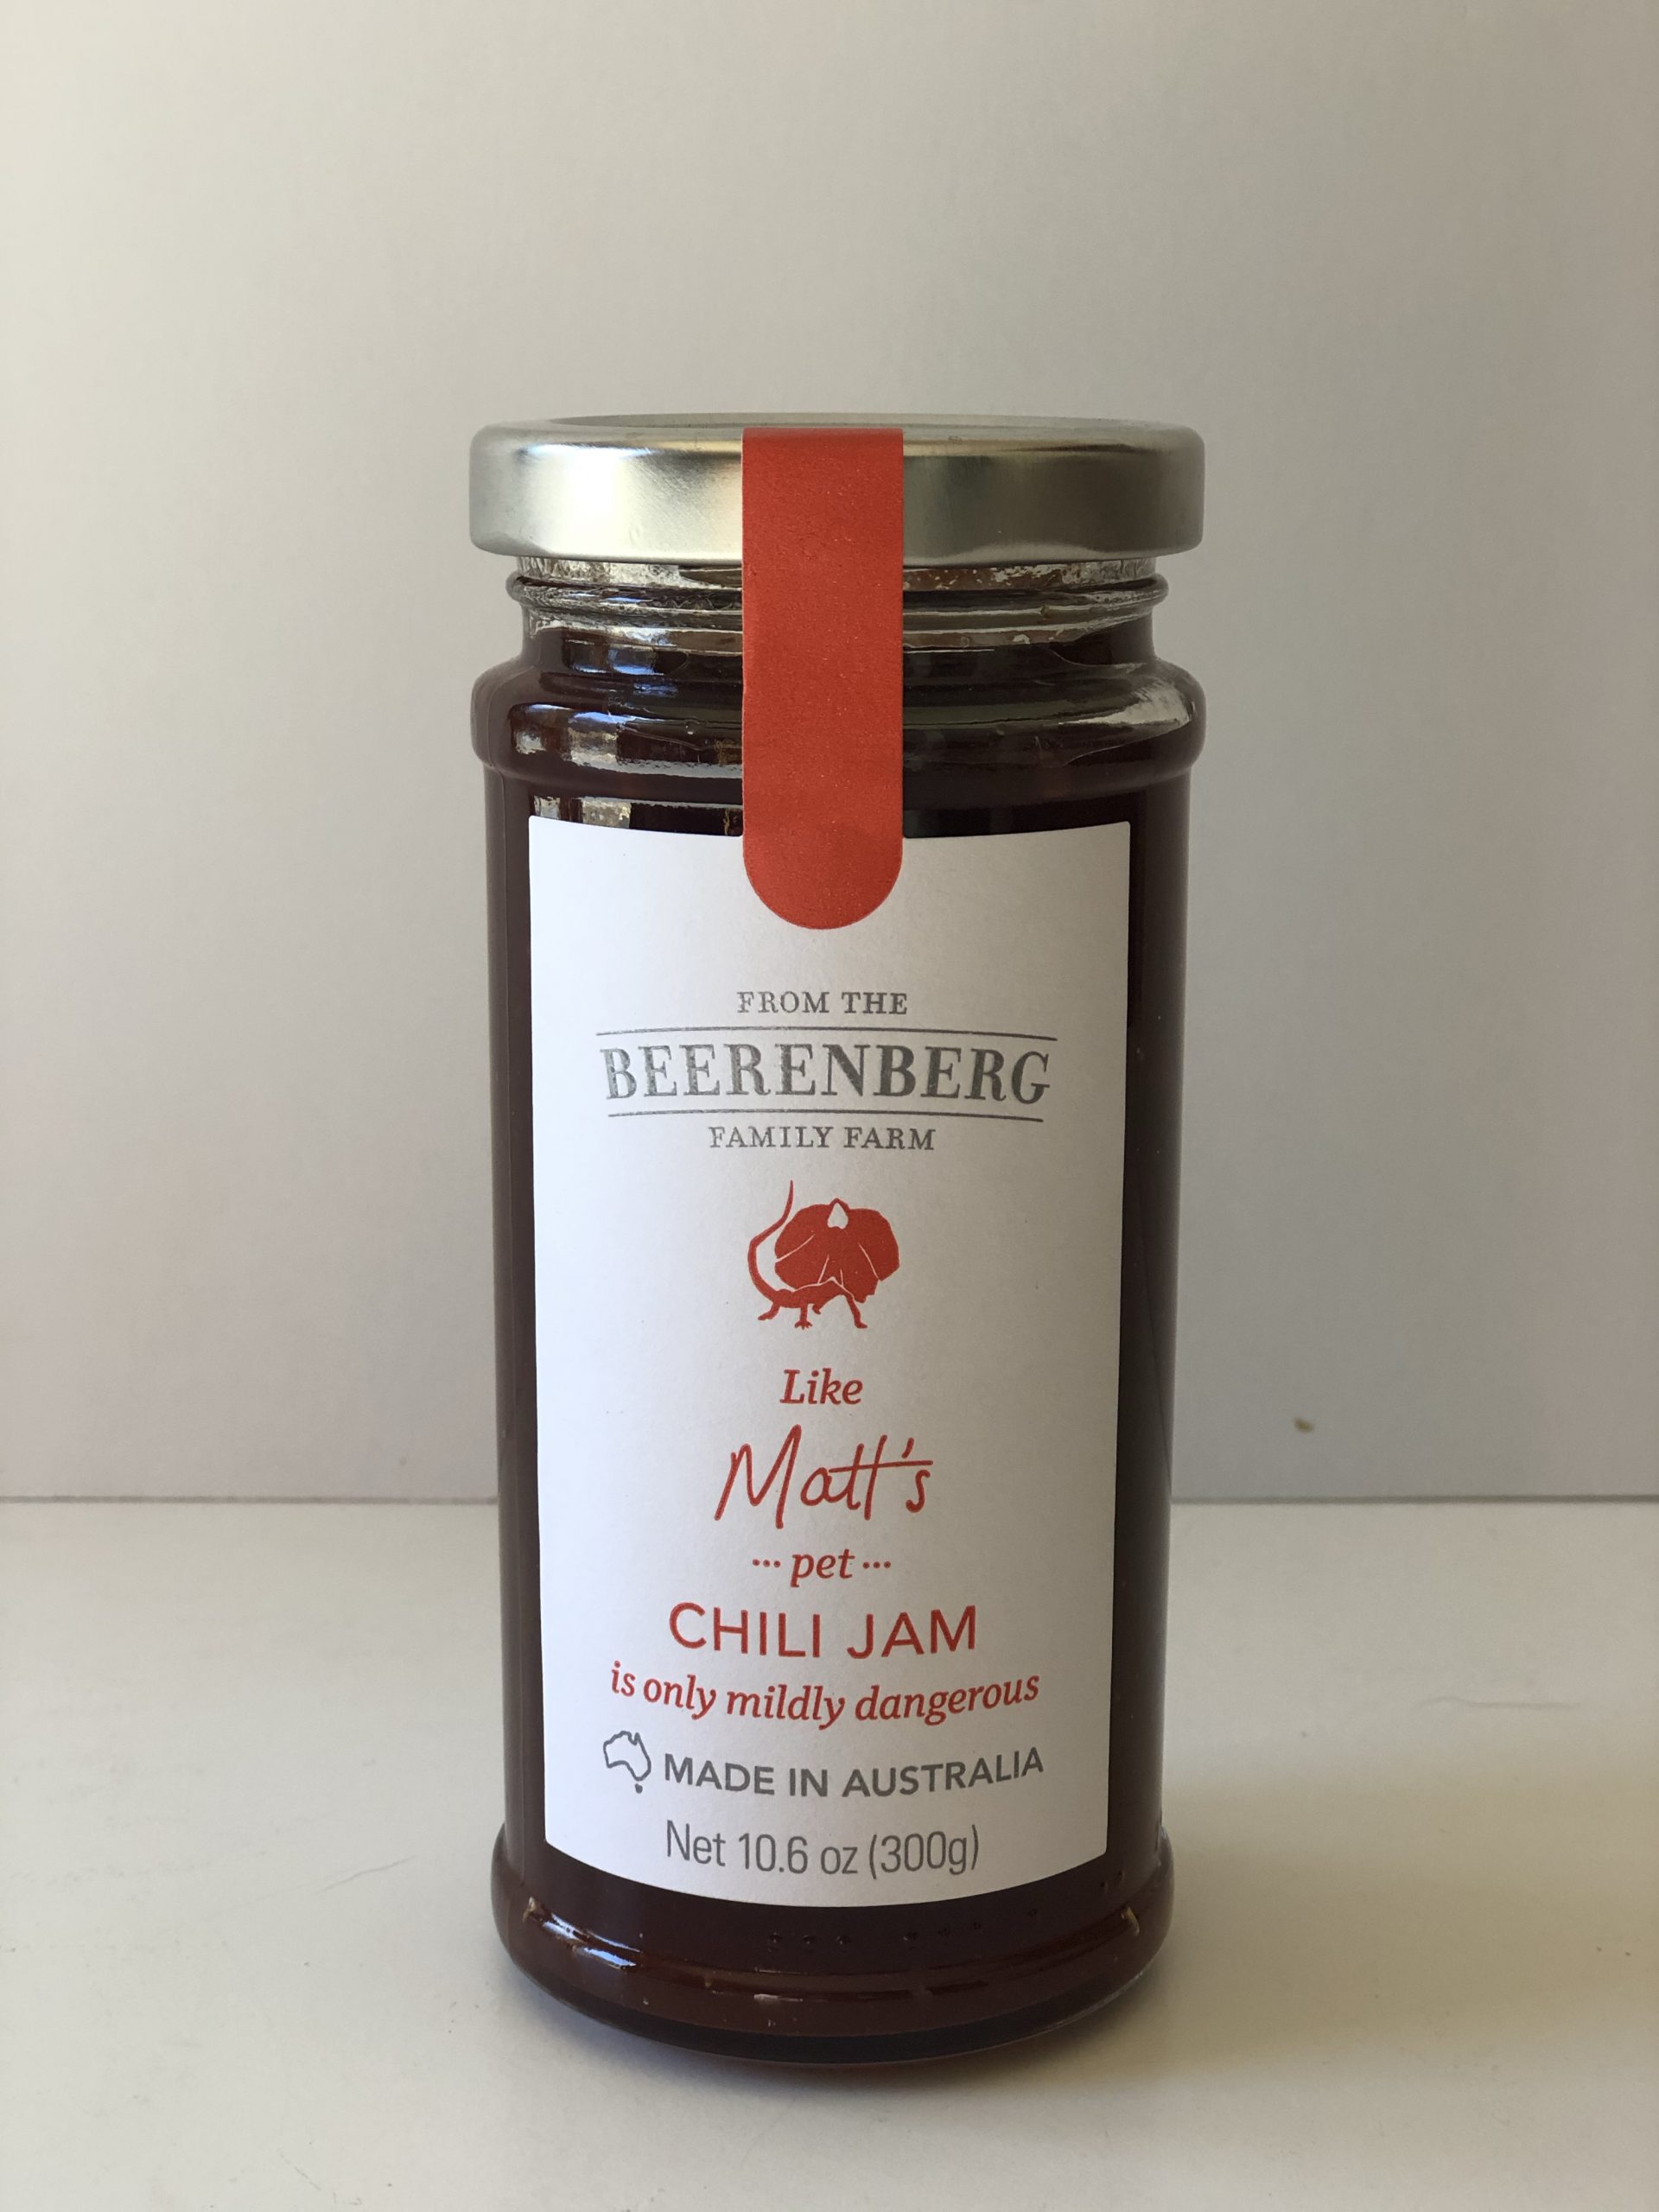 FROM THE
BEERENBERG
FAMILY FARM
Like
Matt's
... pet ...
CHILI JAM
is only mildly dangerous
MADE IN AUSTRALIA
Net 10.6 oz (300g)